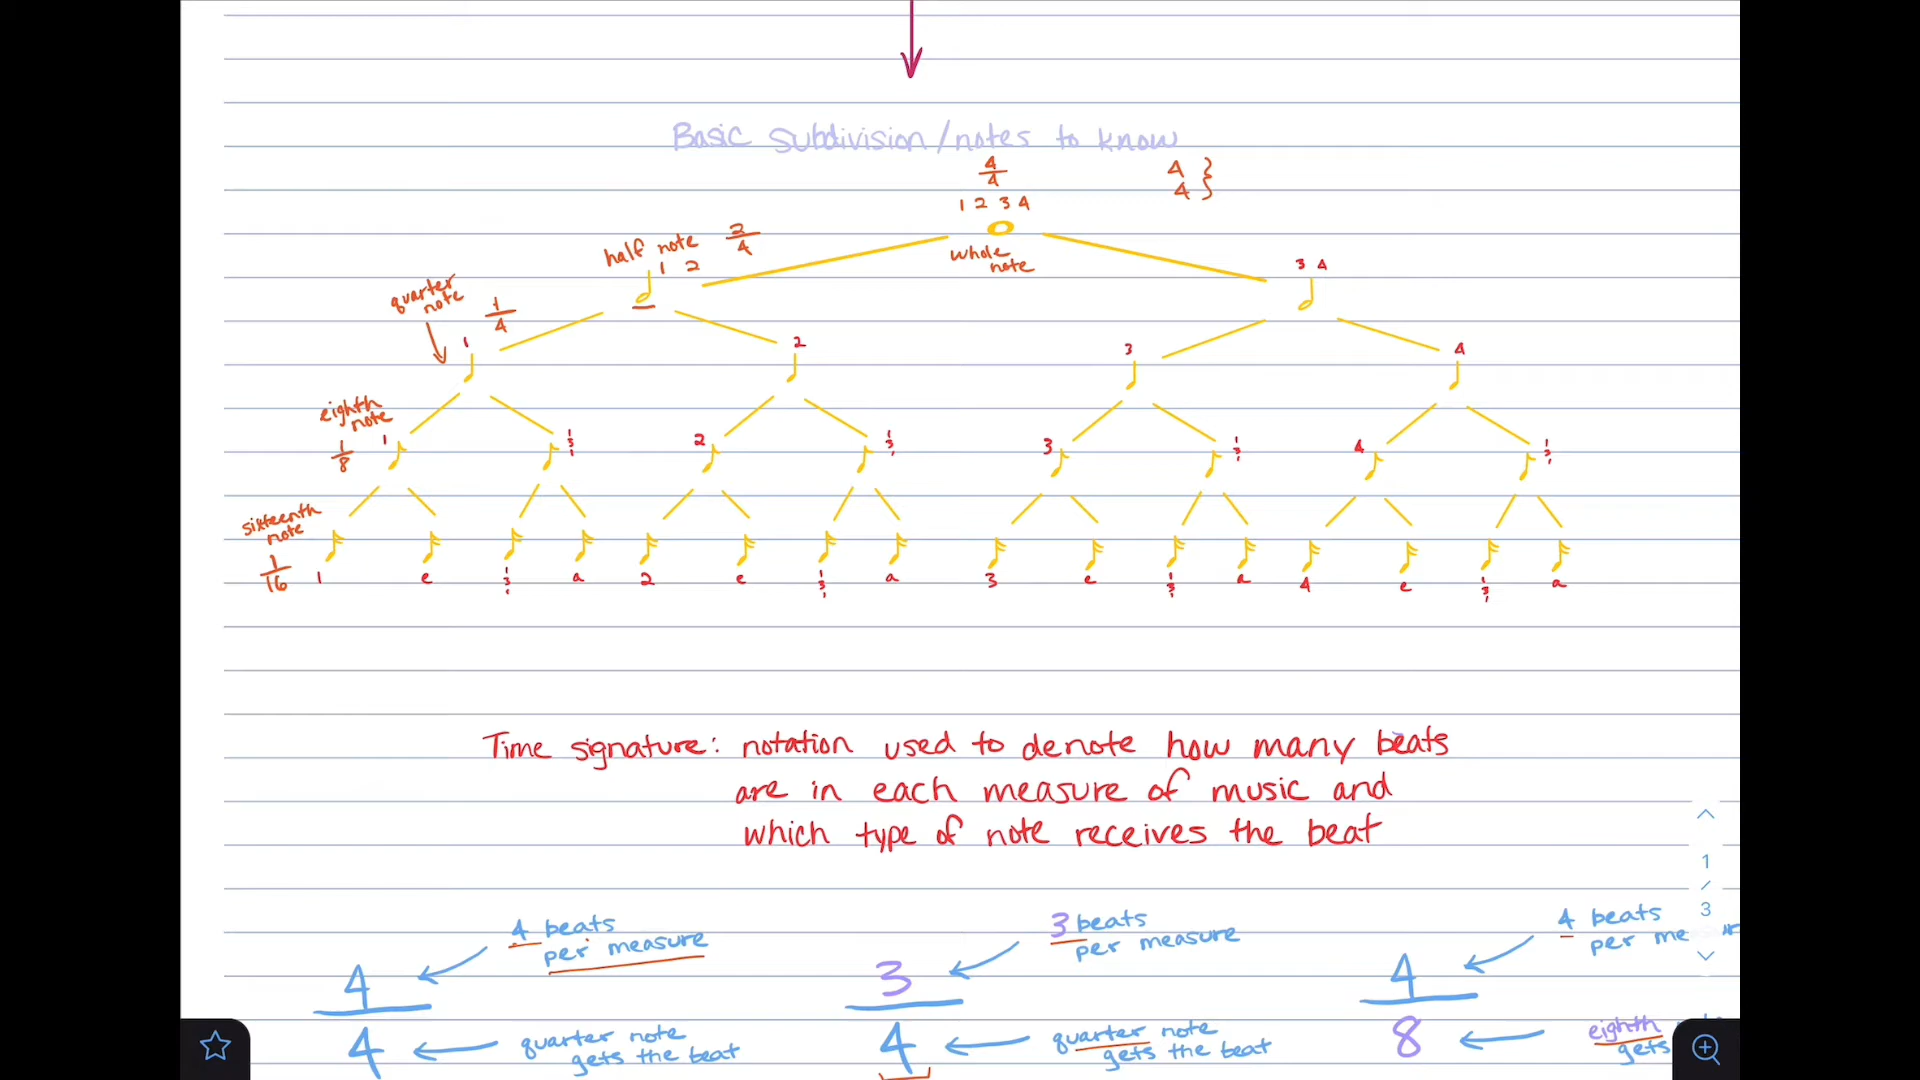 Basic subdivision/notes to know
4
4
4
4 }
1 2 3 4
whole
note
half note 2/4
1 2
3 4
quarter
note
1/4
1 2 3 4
eighth
note
1/8
1 & 2 & 3 & 4 &
sixteenth
note
1/16
1 e & a 2 e & a 3 e & a 4 e & a
Time signature: notation used to denote how many beats
are in each measure of music and
which type of note receives the beat
4 beats
per measure
4
4
quarter note
gets the beat
3 beats
per measure
3
4
quarter note
gets the beat
4 beats
per me
4
8
eighth
gets
1
/
3